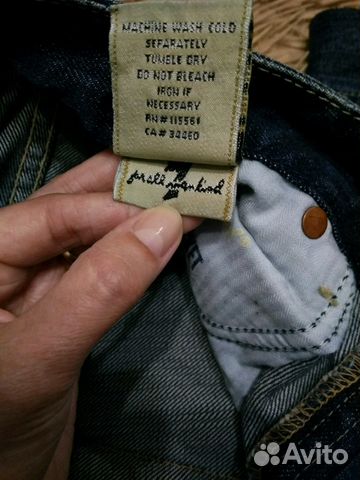 MACHINE WASH COLD
SEPARATELY
TUMBLE DRY
DO NOT BLEACH
IRON IF
NECESSARY
RN# 115561
CA# 34460
7
for all mankind
Avito